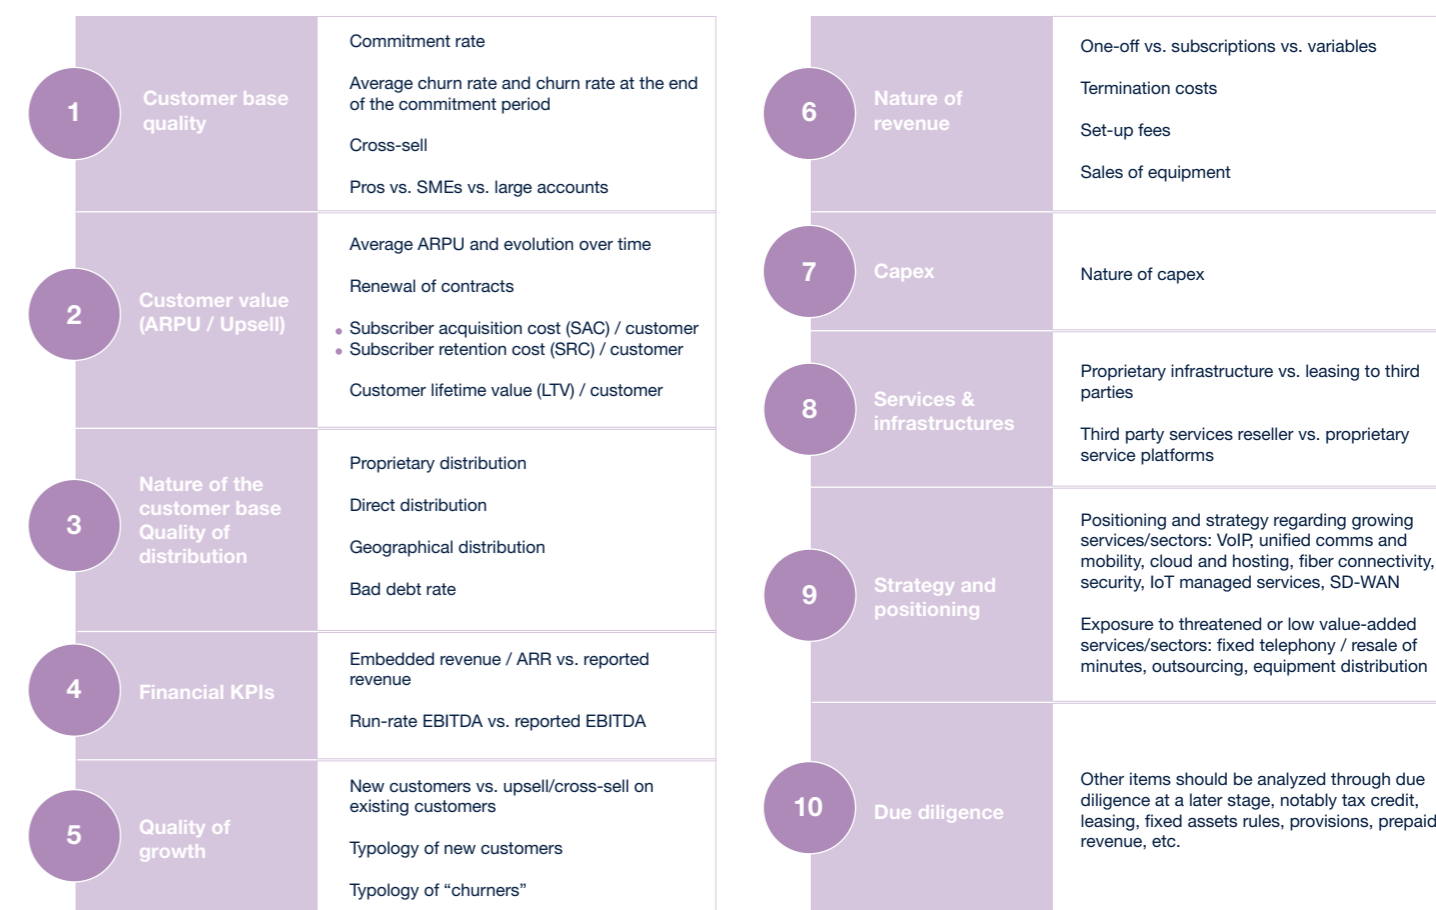 1
Customer base
quality
Commitment rate
Average churn rate and churn rate at the end
of the commitment period
Cross-sell
Pros vs. SMEs vs. large accounts
2
Customer value
(ARPU / Upsell)
Average ARPU and evolution over time
Renewal of contracts
• Subscriber acquisition cost (SAC) / customer
• Subscriber retention cost (SRC) / customer
Customer lifetime value (LTV) / customer
3
Nature of the
customer base
Quality of
distribution
Proprietary distribution
Direct distribution
Geographical distribution
Bad debt rate
4
Financial KPIs
Embedded revenue / ARR vs. reported
revenue
Run-rate EBITDA vs. reported EBITDA
5
Quality of
growth
New customers vs. upsell/cross-sell on
existing customers
Typology of new customers
Typology of “churners”
6
Nature of
revenue
One-off vs. subscriptions vs. variables
Termination costs
Set-up fees
Sales of equipment
7
Capex
Nature of capex
8
Services &
infrastructures
Proprietary infrastructure vs. leasing to third
parties
Third party services reseller vs. proprietary
service platforms
9
Strategy and
positioning
Positioning and strategy regarding growing
services/sectors: VoIP, unified comms and
mobility, cloud and hosting, fiber connectivity,
security, IoT managed services, SD-WAN
Exposure to threatened or low value-added
services/sectors: fixed telephony / resale of
minutes, outsourcing, equipment distribution
10
Due diligence
Other items should be analyzed through due
diligence at a later stage, notably tax credit,
leasing, fixed assets rules, provisions, prepaid
revenue, etc.